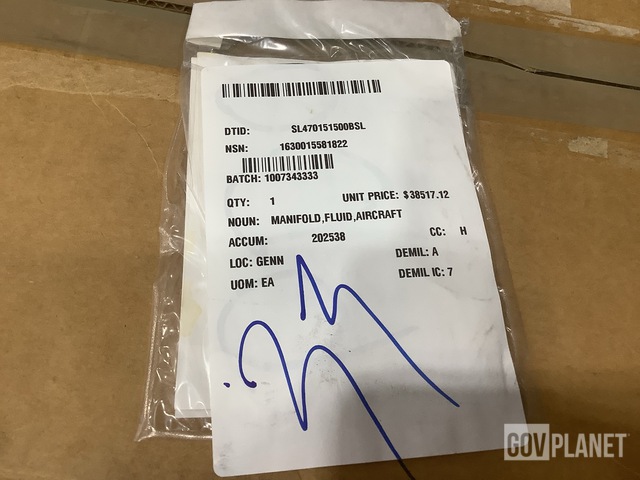 DTID: SL470151500BSL
NSN: 1630015581822
BATCH: 1007343333
QTY: 1 UNIT PRICE: $38517.12
NOUN: MANIFOLD,FLUID,AIRCRAFT
ACCUM: 202538 CC: H
LOC: GENN DEMIL: A
UOM: EA DEMIL IC: 7
GOVPLANET